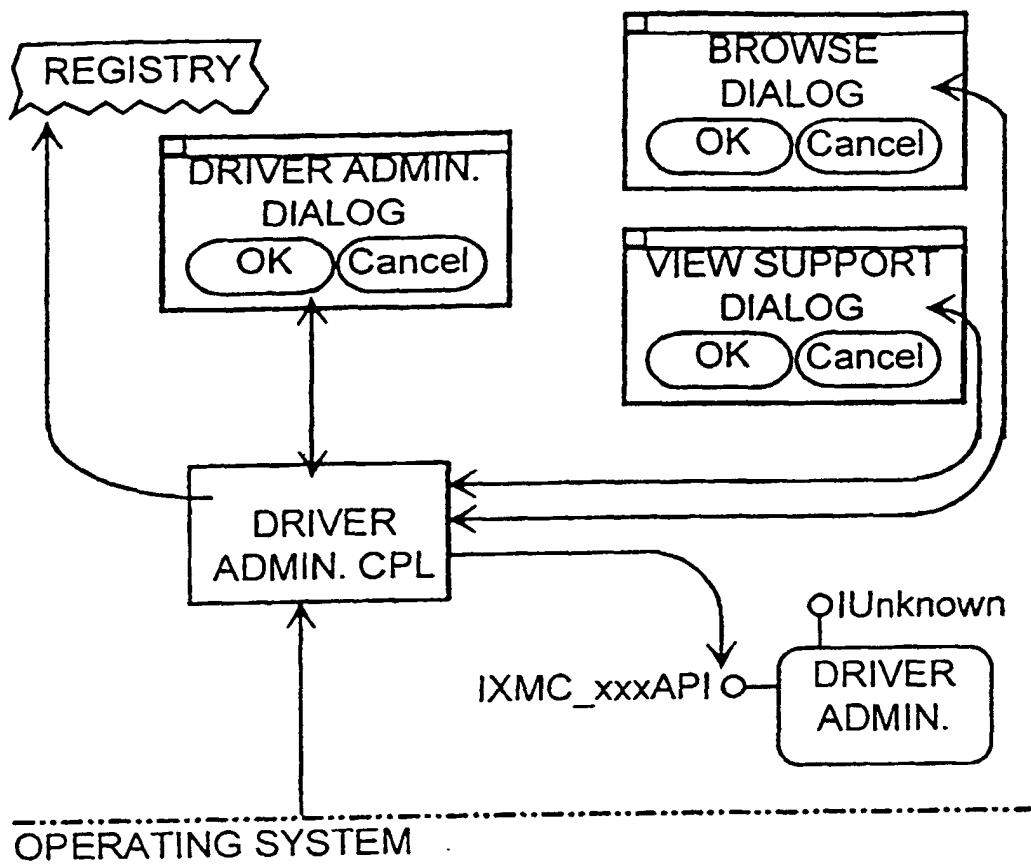 REGISTRY
BROWSE
DIALOG
OK Cancel
DRIVER ADMIN.
DIALOG
OK Cancel
VIEW SUPPORT
DIALOG
OK Cancel
DRIVER
ADMIN. CPL
IUnknown
IXMC_xxxAPI
DRIVER
ADMIN.
OPERATING SYSTEM